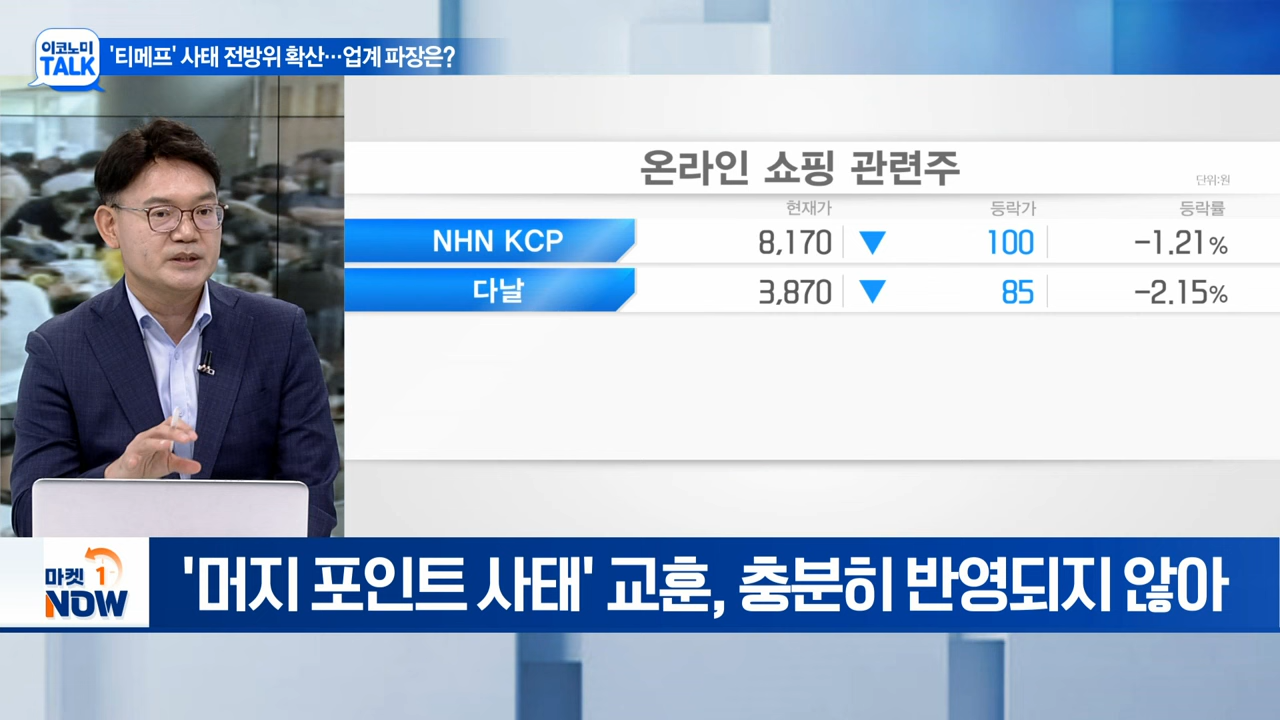 이코노미
TALK
'티메프' 사태 전방위 확산…업계 파장은?
온라인 쇼핑 관련주
단위:원
현재가 등락가 등락률
NHN KCP 8,170 ▼ 100 -1.21%
다날 3,870 ▼ 85 -2.15%
마켓 1
NOW
'머지 포인트 사태' 교훈, 충분히 반영되지 않아